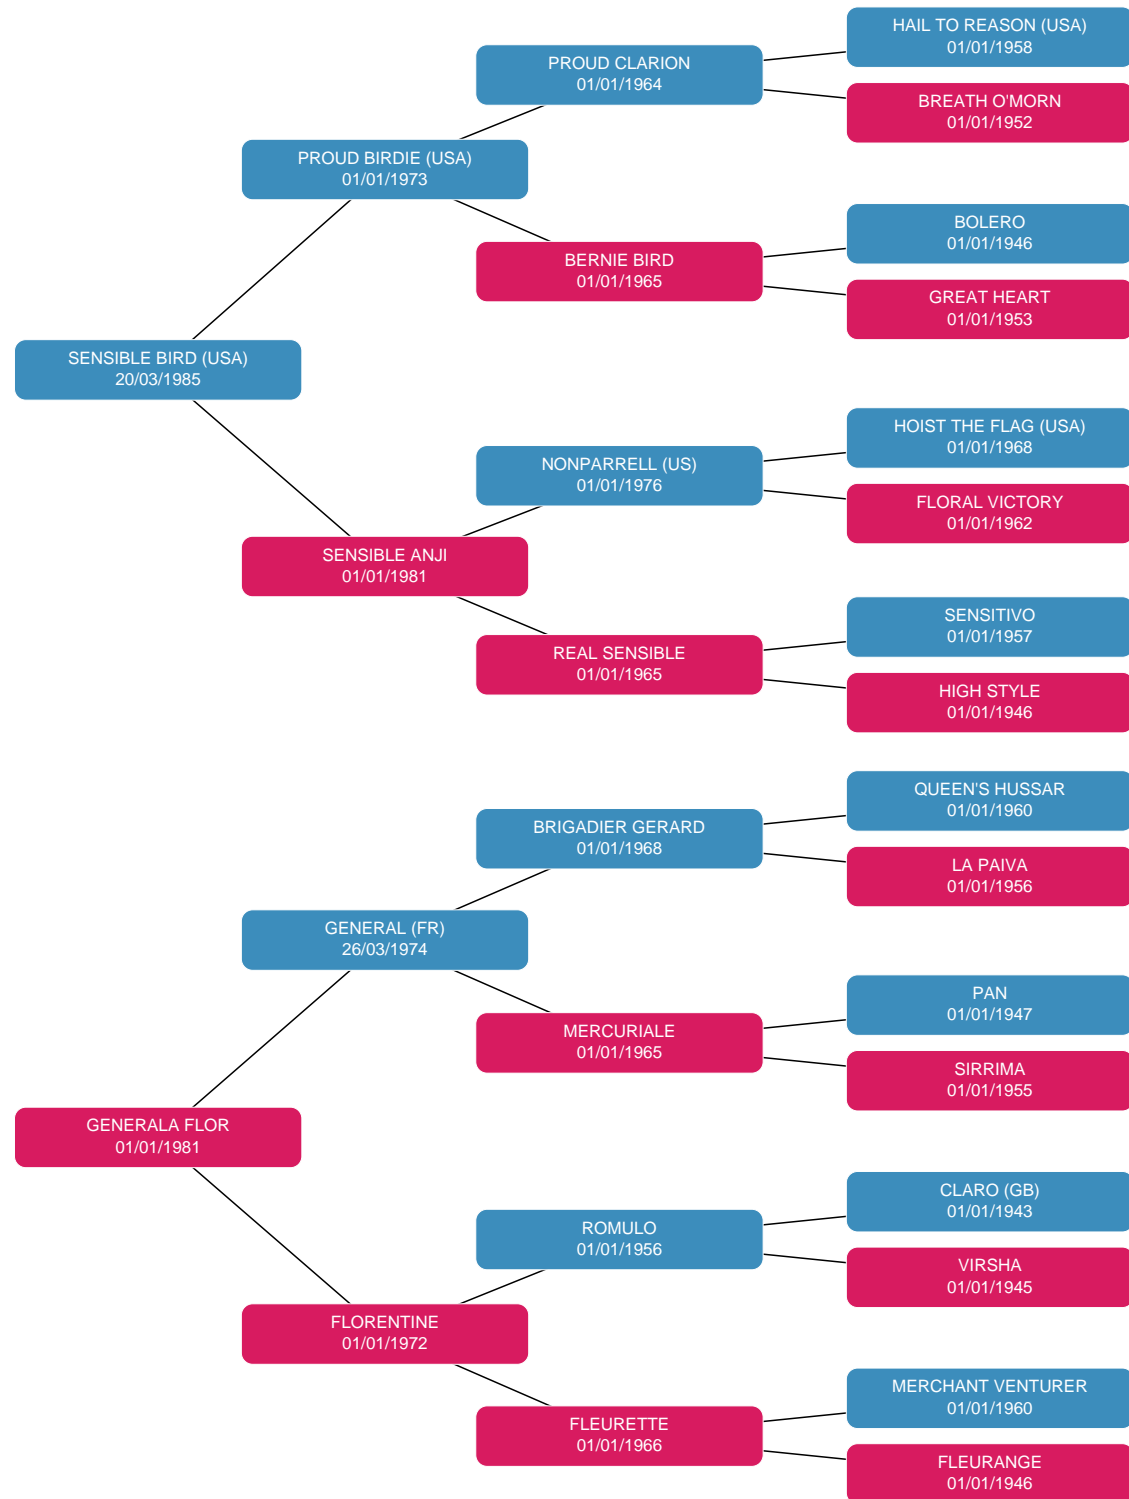 HAIL TO REASON (USA)
01/01/1958
PROUD CLARION
01/01/1964
BREATH O'MORN
01/01/1952
PROUD BIRDIE (USA)
01/01/1973
BOLERO
01/01/1946
BERNIE BIRD
01/01/1965
GREAT HEART
01/01/1953
SENSIBLE BIRD (USA)
20/03/1985
HOIST THE FLAG (USA)
01/01/1968
NONPARRELL (US)
01/01/1976
FLORAL VICTORY
01/01/1962
SENSIBLE ANJI
01/01/1981
SENSITIVO
01/01/1957
REAL SENSIBLE
01/01/1965
HIGH STYLE
01/01/1946
QUEEN'S HUSSAR
01/01/1960
BRIGADIER GERARD
01/01/1968
LA PAIVA
01/01/1956
GENERAL (FR)
26/03/1974
PAN
01/01/1947
MERCURIALE
01/01/1965
SIRRIMA
01/01/1955
GENERALA FLOR
01/01/1981
CLARO (GB)
01/01/1943
ROMULO
01/01/1956
VIRSHA
01/01/1945
FLORENTINE
01/01/1972
MERCHANT VENTURER
01/01/1960
FLEURETTE
01/01/1966
FLEURANGE
01/01/1946